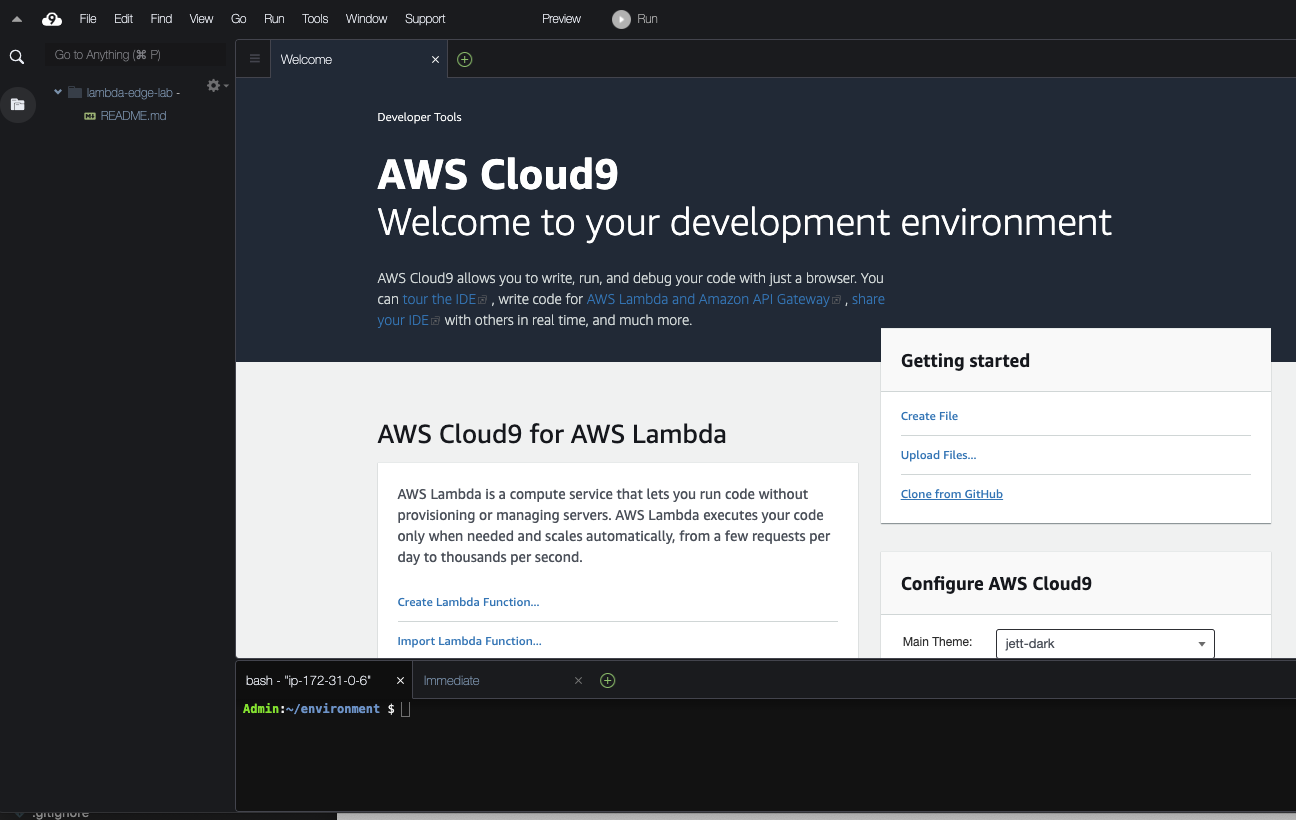 9 File Edit Find View Go Run Tools Window Support Preview Run
Go to Anything (⌘ P)
Welcome
lambda-edge-lab -
README.md
Developer Tools
AWS Cloud9
Welcome to your development environment
AWS Cloud9 allows you to write, run, and debug your code with just a browser. You
can tour the IDE , write code for AWS Lambda and Amazon API Gateway , share
your IDE with others in real time, and much more.
Getting started
Create File
Upload Files...
Clone from GitHub
AWS Cloud9 for AWS Lambda
AWS Lambda is a compute service that lets you run code without
provisioning or managing servers. AWS Lambda executes your code
only when needed and scales automatically, from a few requests per
day to thousands per second.
Create Lambda Function...
Import Lambda Function...
Configure AWS Cloud9
Main Theme: jett-dark
bash - "ip-172-31-0-6" Immediate
Admin:~/environment $
.gitignore